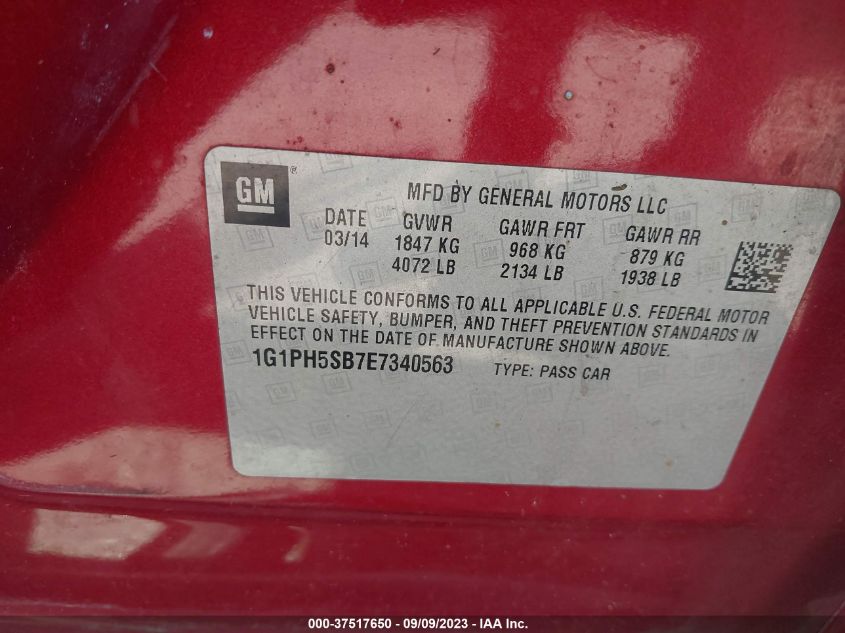 GM®
MFD BY GENERAL MOTORS LLC
DATE GVWR GAWR FRT GAWR RR
03/14 1847 KG 968 KG 879 KG
4072 LB 2134 LB 1938 LB
THIS VEHICLE CONFORMS TO ALL APPLICABLE U.S. FEDERAL MOTOR
VEHICLE SAFETY, BUMPER, AND THEFT PREVENTION STANDARDS IN
EFFECT ON THE DATE OF MANUFACTURE SHOWN ABOVE.
1G1PH5SB7E7340563 TYPE: PASS CAR
000-37517650 - 09/09/2023 - IAA Inc.